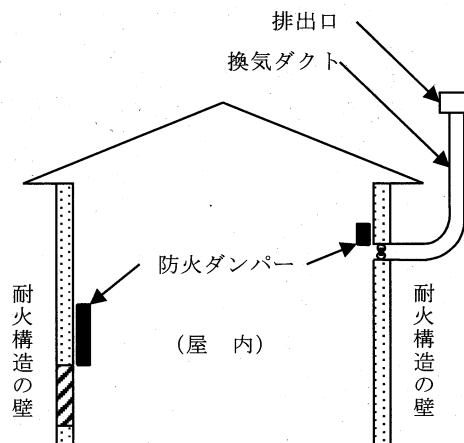 排出口
換気ダクト
防火ダンパー
(屋 内)
耐火構造の壁
耐火構造の壁